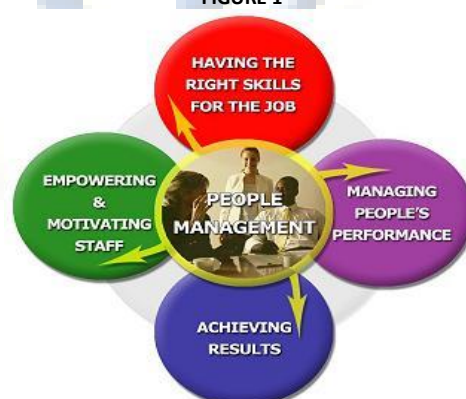 FIGURE 1
HAVING THE
RIGHT SKILLS
FOR THE JOB
EMPOWERING
&
MOTIVATING
STAFF
PEOPLE
MANAGEMENT
MANAGING
PEOPLE'S
PERFORMANCE
ACHIEVING
RESULTS